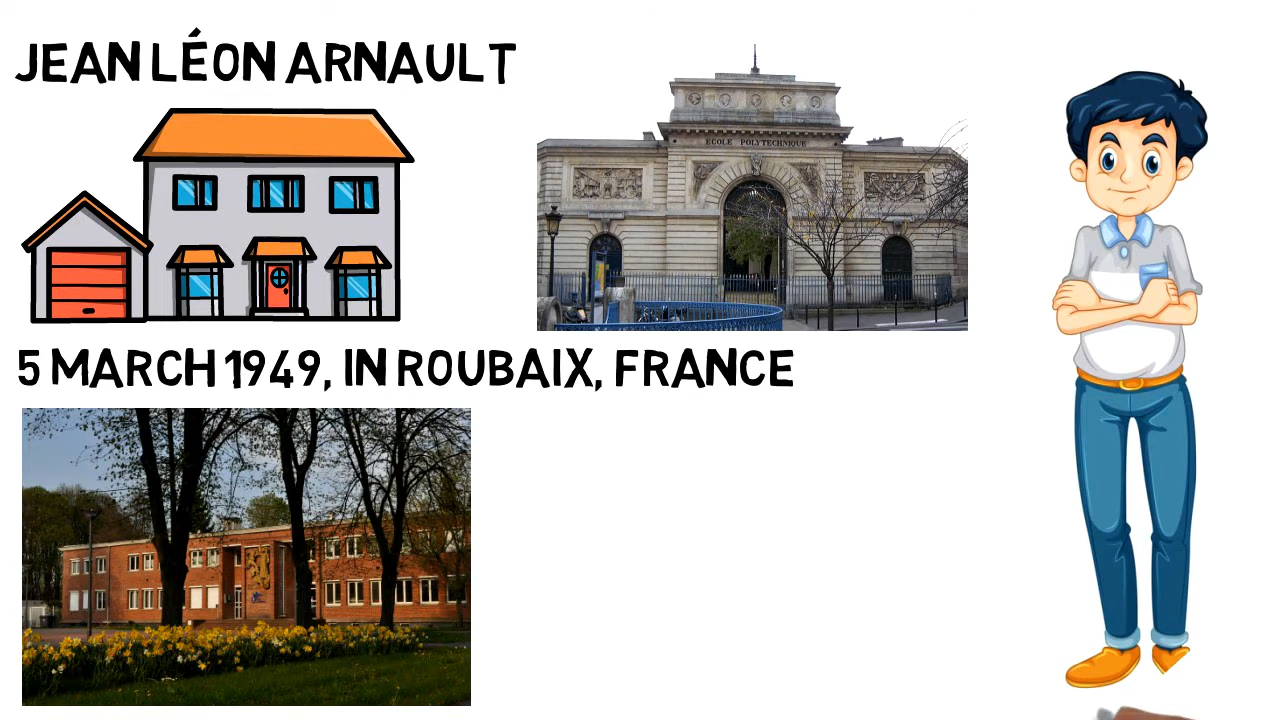 JEAN LÉON ARNAULT
ECOLE POLYTECHNIQUE
5 MARCH 1949, IN ROUBAIX, FRANCE